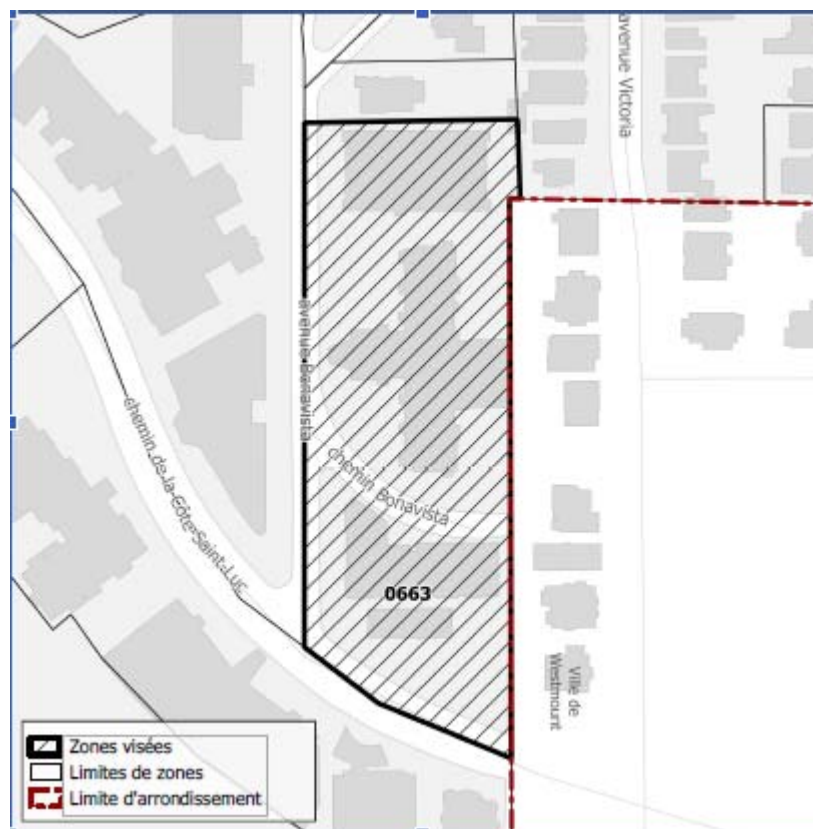 avenue Victoria
avenue Bonavista
chemin de la Côte-Saint-Luc
chemin Bonavista
0663
Ville de
Westmount
Zones visées
Limites de zones
Limite d'arrondissement